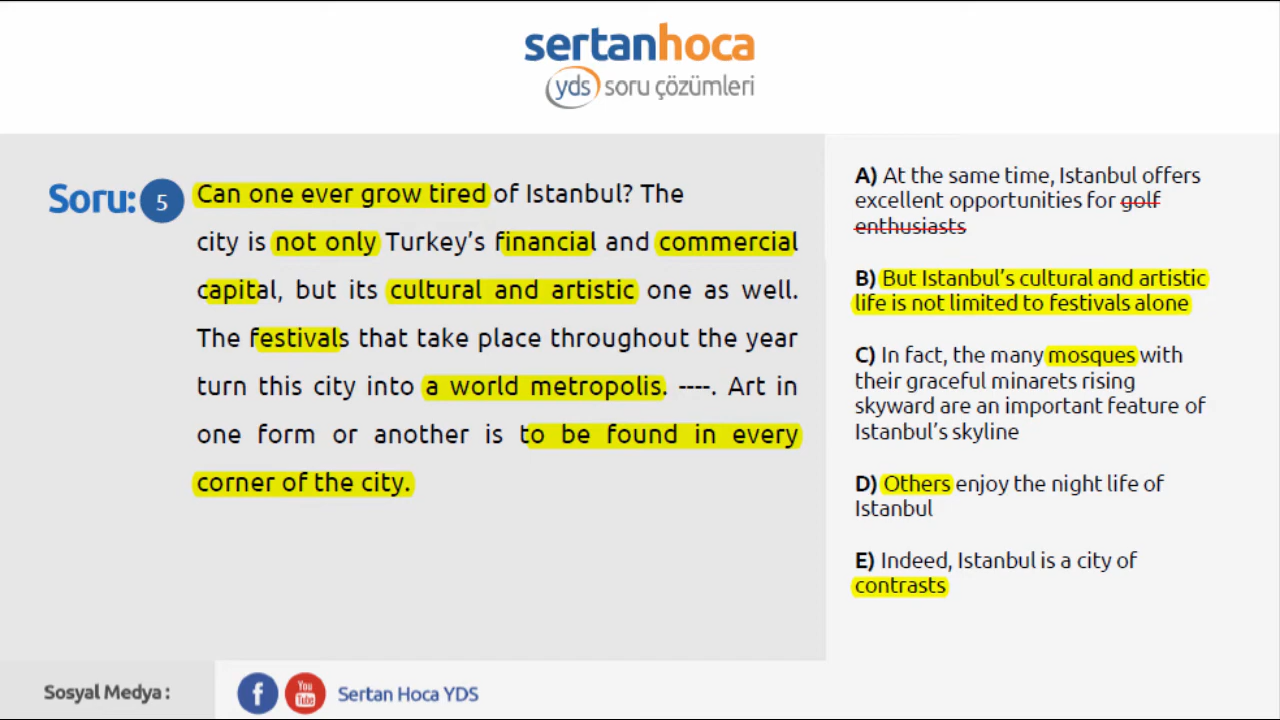 sertanhoca
yds soru çözümleri
Soru: 5
Can one ever grow tired of Istanbul? The
city is not only Turkey’s financial and commercial
capital, but its cultural and artistic one as well.
The festivals that take place throughout the year
turn this city into a world metropolis. ----. Art in
one form or another is to be found in every
corner of the city.
A) At the same time, Istanbul offers
excellent opportunities for golf
enthusiasts
B) But Istanbul’s cultural and artistic
life is not limited to festivals alone
C) In fact, the many mosques with
their graceful minarets rising
skyward are an important feature of
Istanbul’s skyline
D) Others enjoy the night life of
Istanbul
E) Indeed, Istanbul is a city of
contrasts
Sosyal Medya :
f
You
Tube
Sertan Hoca YDS